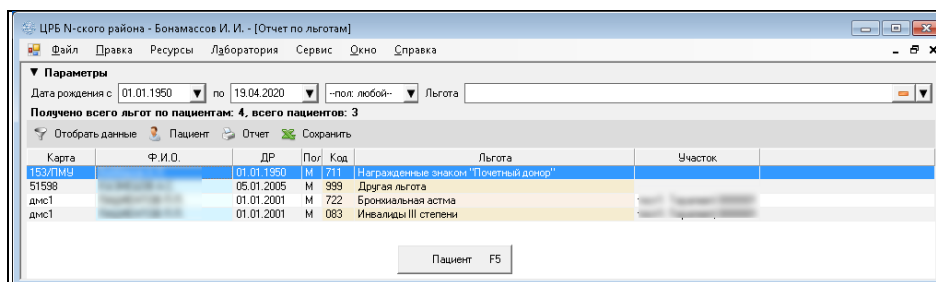 ЦРБ N-ского района - Бонамассов И. И. - [Отчет по льготам]
Файл Правка Ресурсы Лаборатория Сервис Окно Справка
▼ Параметры
Дата рождения с 01.01.1950 по 19.04.2020 --пол: любой-- Льгота
Получено всего льгот по пациентам: 4, всего пациентов: 3
Отобрать данные Пациент Отчет Сохранить
Карта Ф.И.О. ДР Пол Код Льгота Участок
153/ПМУ 01.01.1950 М 711 Награжденные знаком "Почетный донор"
51598 05.01.2005 М 999 Другая льгота
дмс1 01.01.2001 М 722 Бронхиальная астма
дмс1 01.01.2001 М 083 Инвалиды III степени
Пациент F5